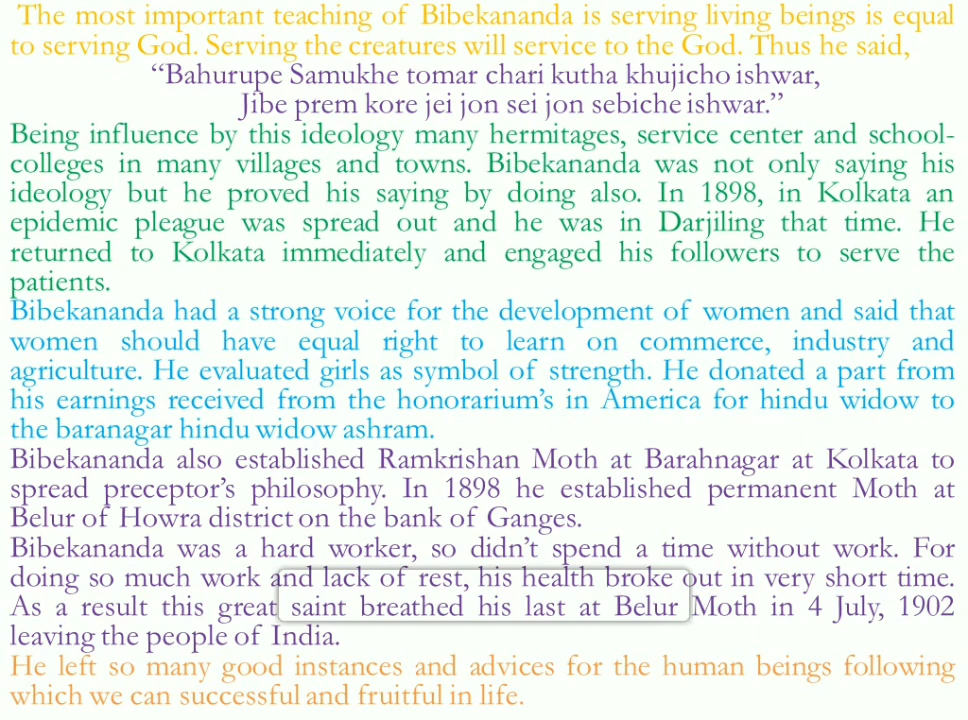 The most important teaching of Bibekananda is serving living beings is equal
to serving God. Serving the creatures will service to the God. Thus he said,
“Bahurupe Samukhe tomar chari kutha khujicho ishwar,
Jibe prem kore jei jon sei jon sebiche ishwar.”
Being influence by this ideology many hermitages, service center and school-
colleges in many villages and towns. Bibekananda was not only saying his
ideology but he proved his saying by doing also. In 1898, in Kolkata an
epidemic pleague was spread out and he was in Darjiling that time. He
returned to Kolkata immediately and engaged his followers to serve the
patients.
Bibekananda had a strong voice for the development of women and said that
women should have equal right to learn on commerce, industry and
agriculture. He evaluated girls as symbol of strength. He donated a part from
his earnings received from the honorarium’s in America for hindu widow to
the baranagar hindu widow ashram.
Bibekananda also established Ramkrishan Moth at Barahnagar at Kolkata to
spread preceptor’s philosophy. In 1898 he established permanent Moth at
Belur of Howra district on the bank of Ganges.
Bibekananda was a hard worker, so didn’t spend a time without work. For
doing so much work and lack of rest, his health broke out in very short time.
As a result this great saint breathed his last at Belur Moth in 4 July, 1902
leaving the people of India.
He left so many good instances and advices for the human beings following
which we can successful and fruitful in life.